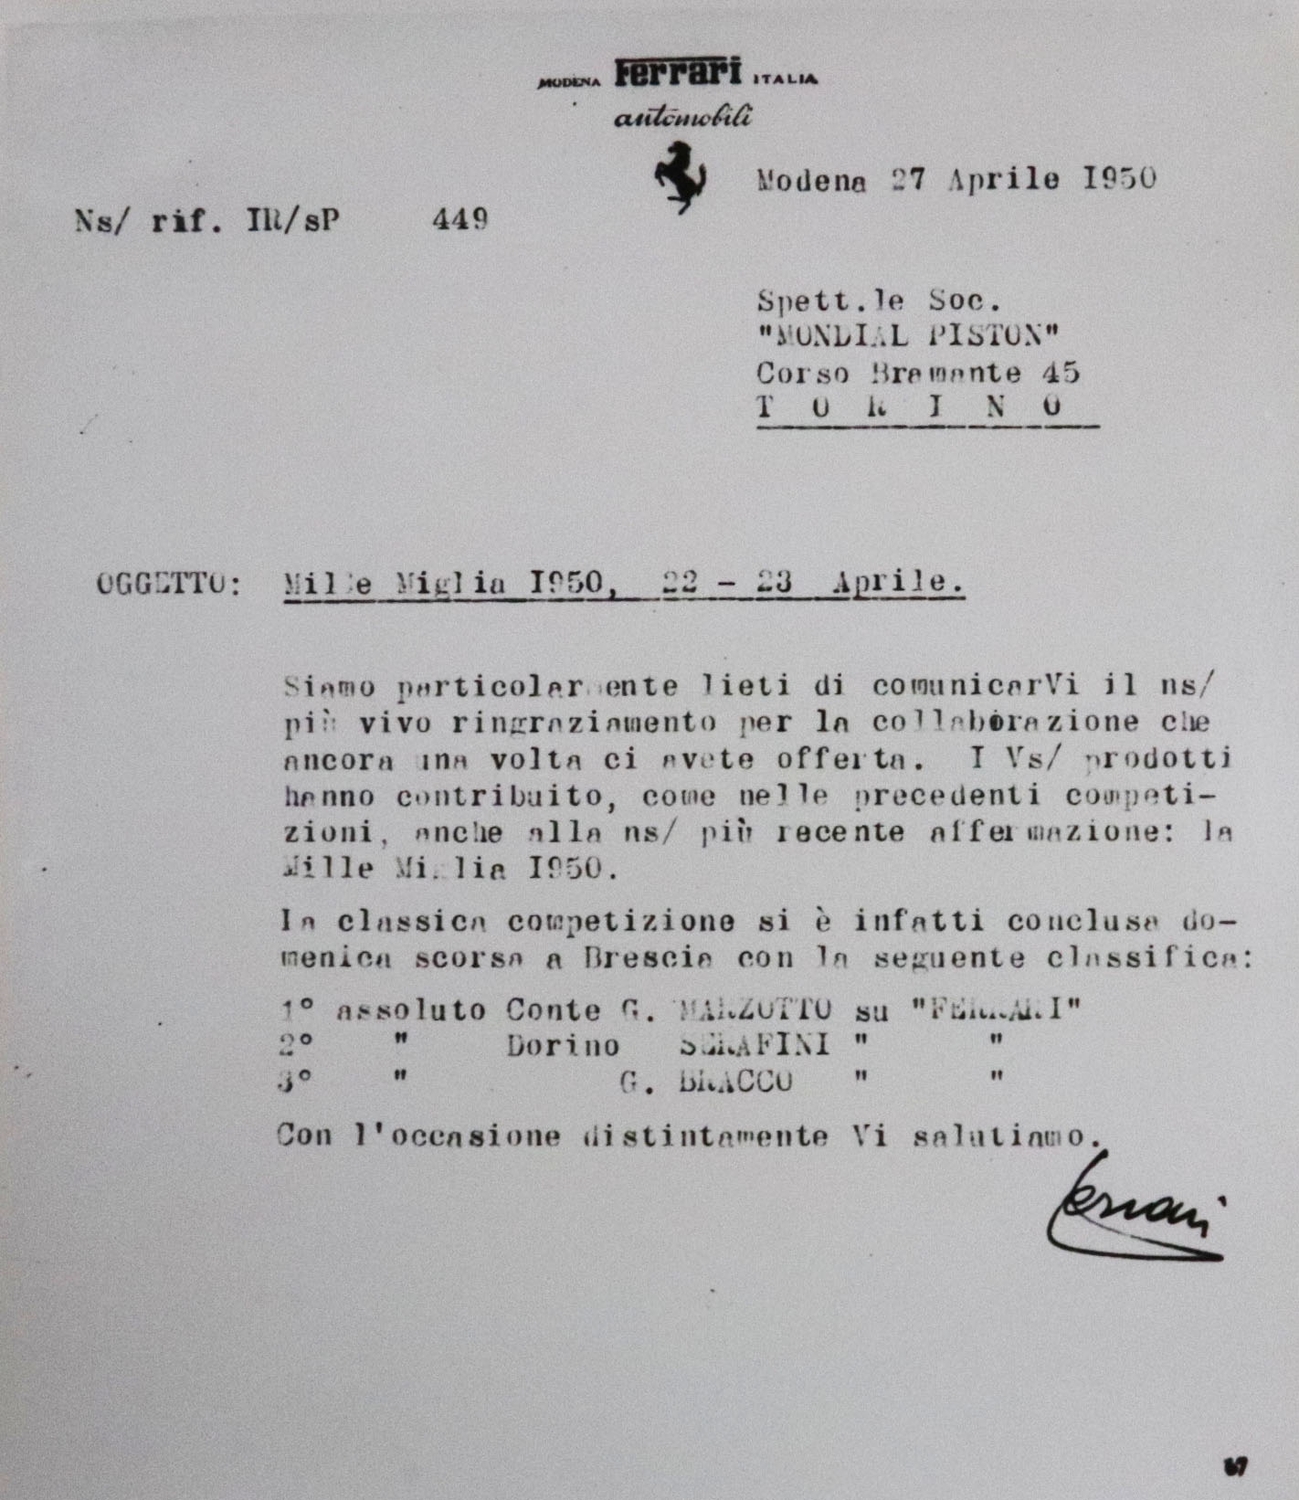 MODENA Ferrari ITALIA
automobili
Modena 27 Aprile I950
Ns/ rif. IR/sP 449
Spett.le Soc.
"MONDIAL PISTON"
Corso Bramante 45
T O R I N O
OGGETTO: Mille Miglia I950, 22 - 23 Aprile.
Siamo particolarmente lieti di comunicarVi il ns/
più vivo ringraziamento per la collaborazione che
ancora una volta ci avete offerta. I Vs/ prodotti
hanno contribuito, come nelle precedenti competi-
zioni, anche alla ns/ più recente affermazione: la
Mille Miglia I950.
La classica competizione si è infatti conclusa do-
menica scorsa a Brescia con la seguente classifica:
1° assoluto Conte G. MARZOTTO su "FERRARI"
2° " Dorino SERAFINI " "
3° " G. BRACCO " "
Con l'occasione distintamente Vi salutiamo.
Ferrari
67